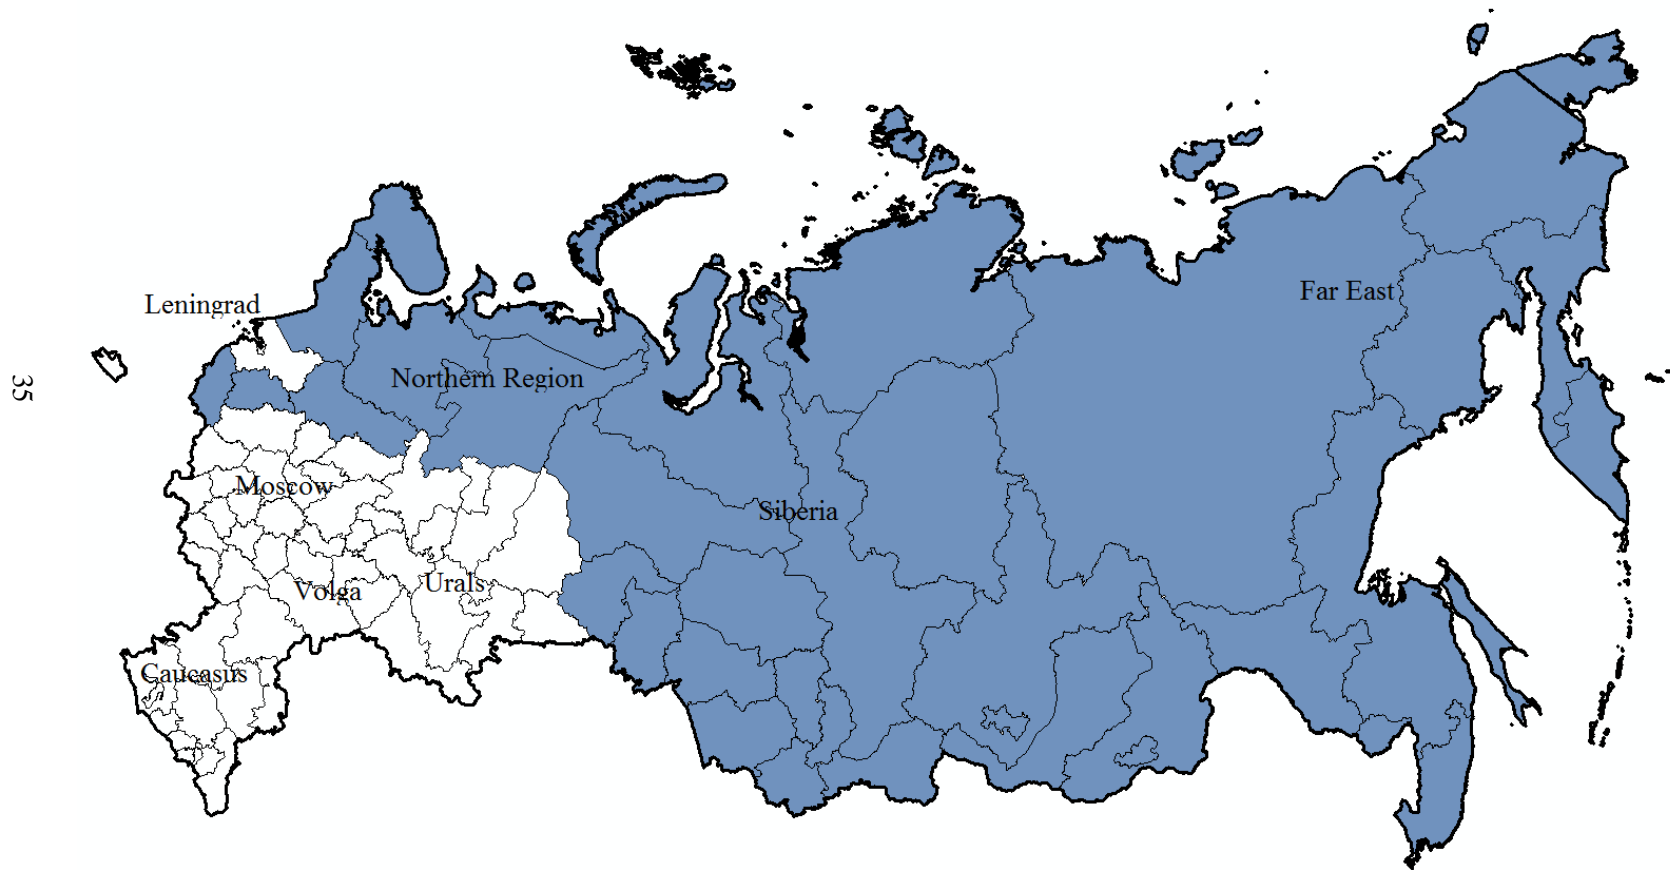 Leningrad
Far East
Northern Region
35
Moscow
Siberia
Urals
Volga
Caucasus